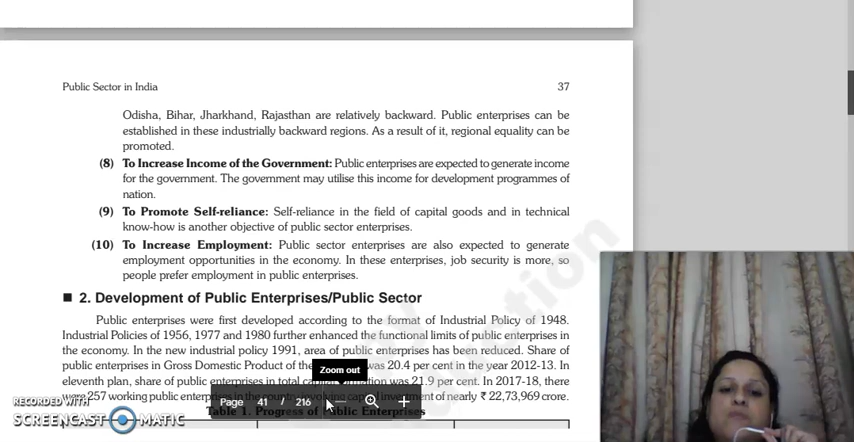 Public Sector in India 37
Odisha, Bihar, Jharkhand, Rajasthan are relatively backward. Public enterprises can be
established in these industrially backward regions. As a result of it, regional equality can be
promoted.
(8) To Increase Income of the Government: Public enterprises are expected to generate income
for the government. The government may utilise this income for development programmes of
nation.
(9) To Promote Self-reliance: Self-reliance in the field of capital goods and in technical
know-how is another objective of public sector enterprises.
(10) To Increase Employment: Public sector enterprises are also expected to generate
employment opportunities in the economy. In these enterprises, job security is more, so
people prefer employment in public enterprises.
2. Development of Public Enterprises/Public Sector
Public enterprises were first developed according to the format of Industrial Policy of 1948.
Industrial Policies of 1956, 1977 and 1980 further enhanced the functional limits of public enterprises in
the economy. In the new industrial policy 1991, area of public enterprises has been reduced. Share of
public enterprises in Gross Domestic Product of the was 20.4 per cent in the year 2012-13. In
Zoom out
eleventh plan, share of public enterprises in total was 21.9 per cent. In 2017-18, there
were 257 working public enterprises in the country involving capital investment of nearly ₹ 22,73,969 crore.
Page 41 / 216
Table 1. Progress of Public Enterprises
RECORDED WITH
SCREENCAST MATIC